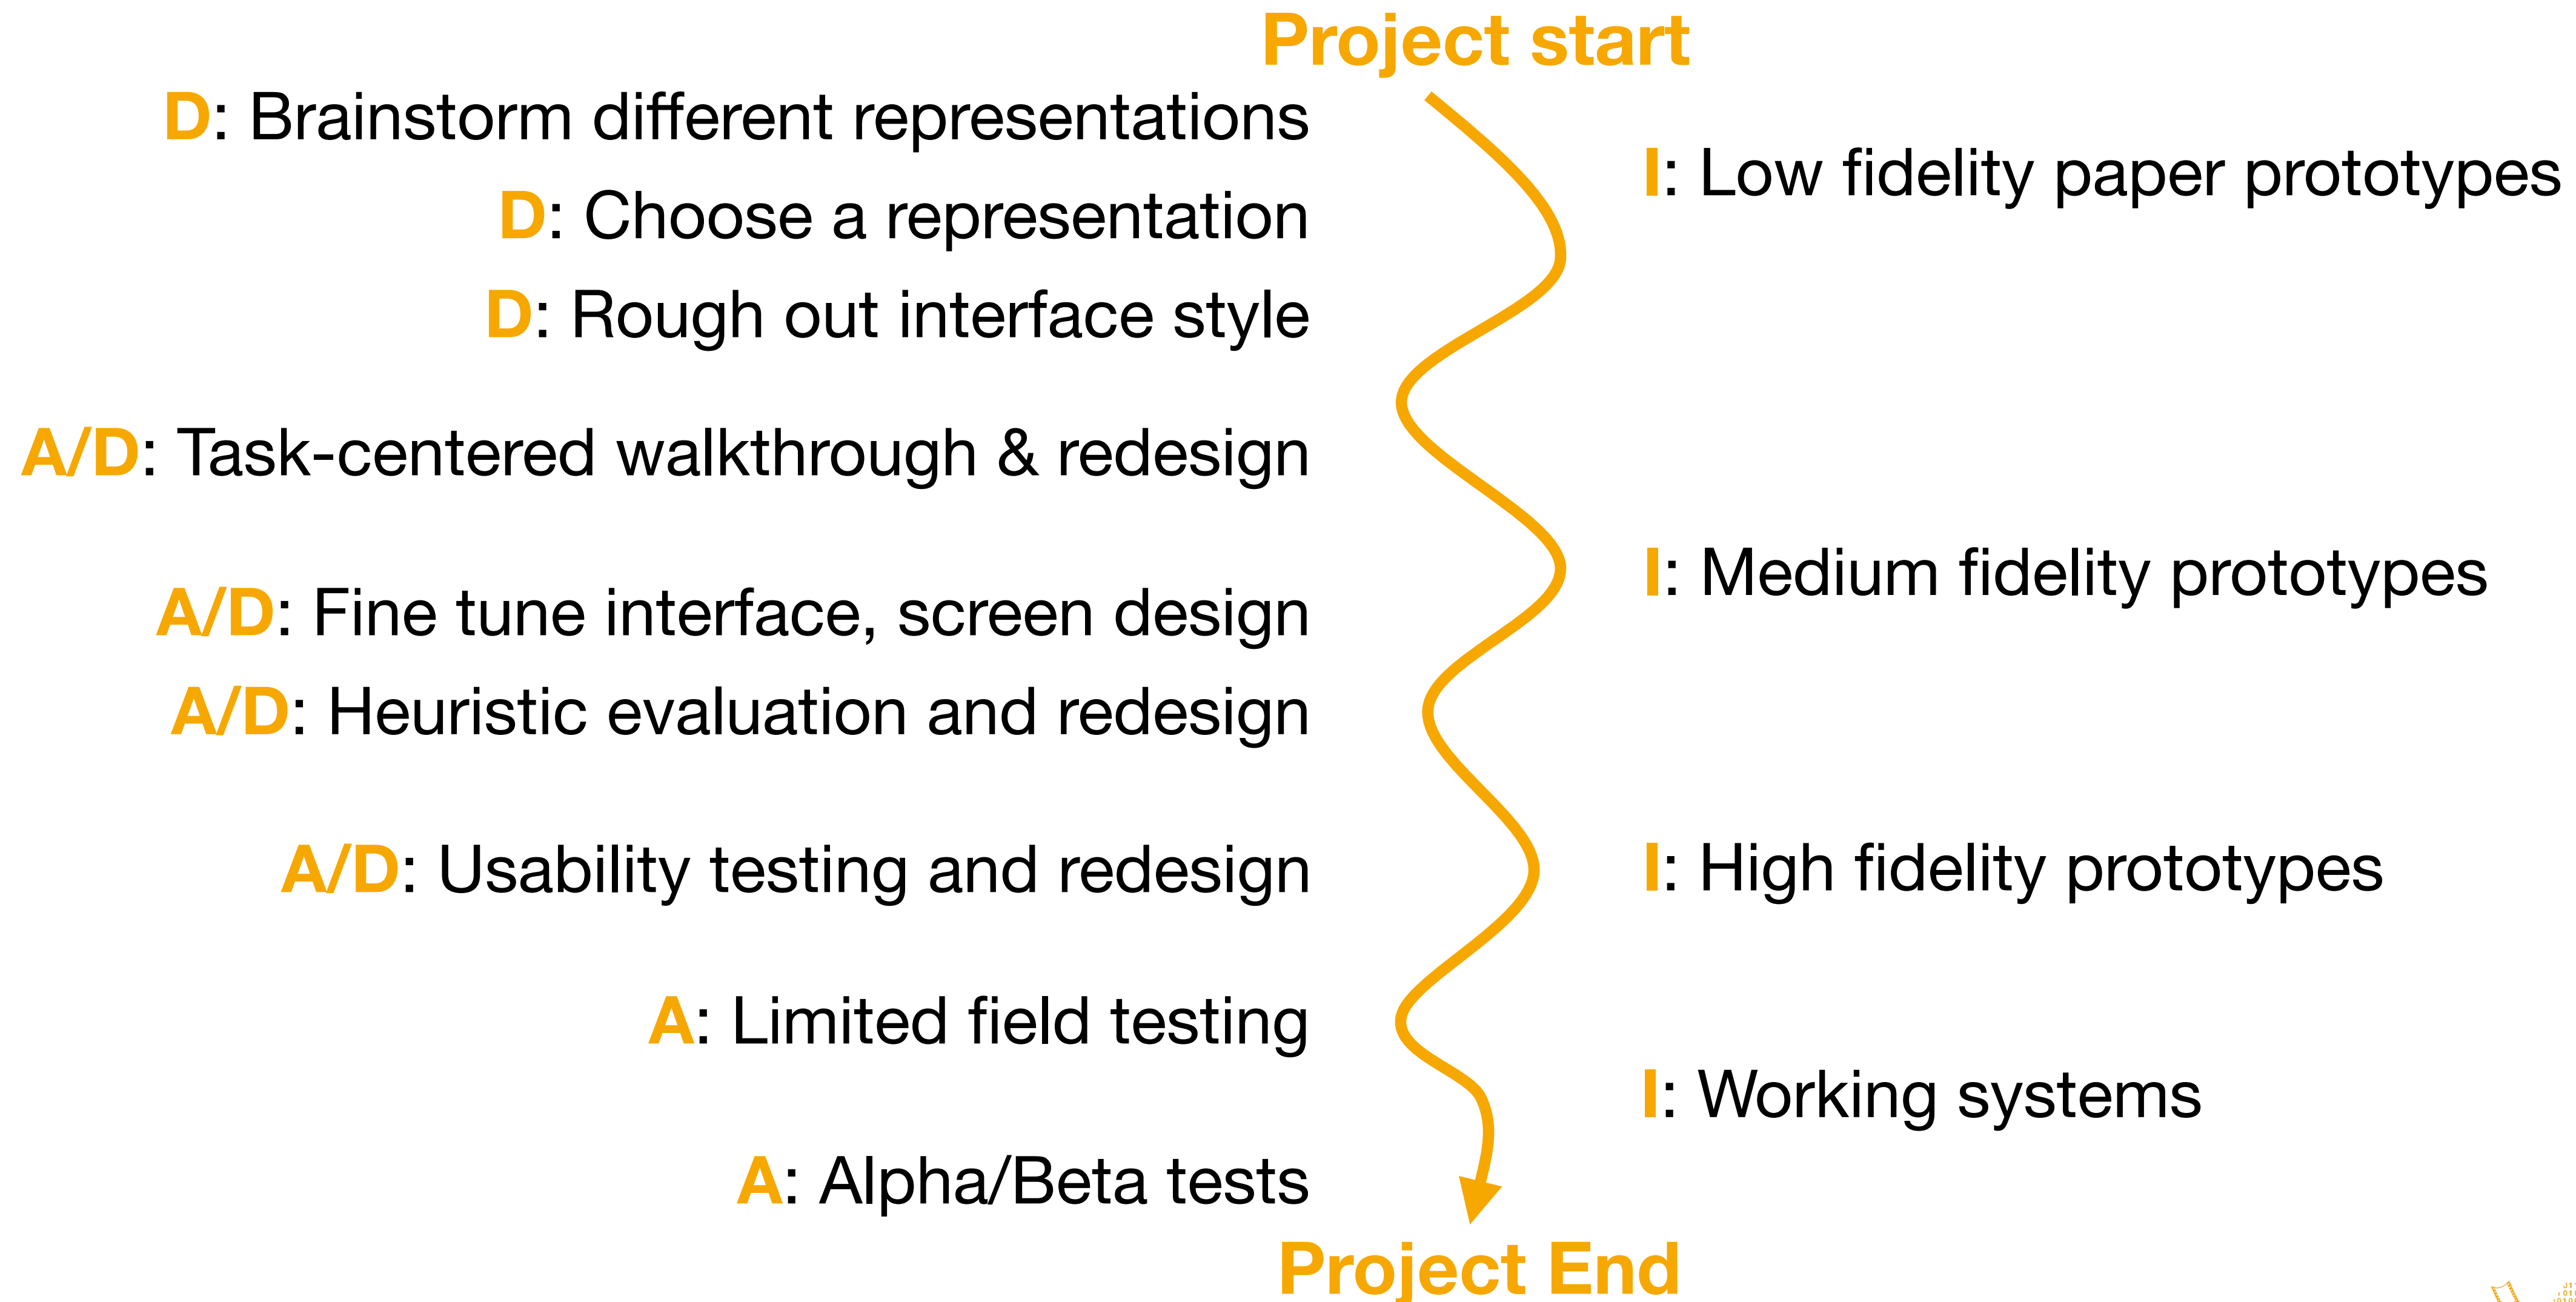 Project start
D: Brainstorm different representations
I: Low fidelity paper prototypes
D: Choose a representation
D: Rough out interface style
A/D: Task-centered walkthrough & redesign
I: Medium fidelity prototypes
A/D: Fine tune interface, screen design
A/D: Heuristic evaluation and redesign
A/D: Usability testing and redesign
I: High fidelity prototypes
A: Limited field testing
I: Working systems
A: Alpha/Beta tests
Project End